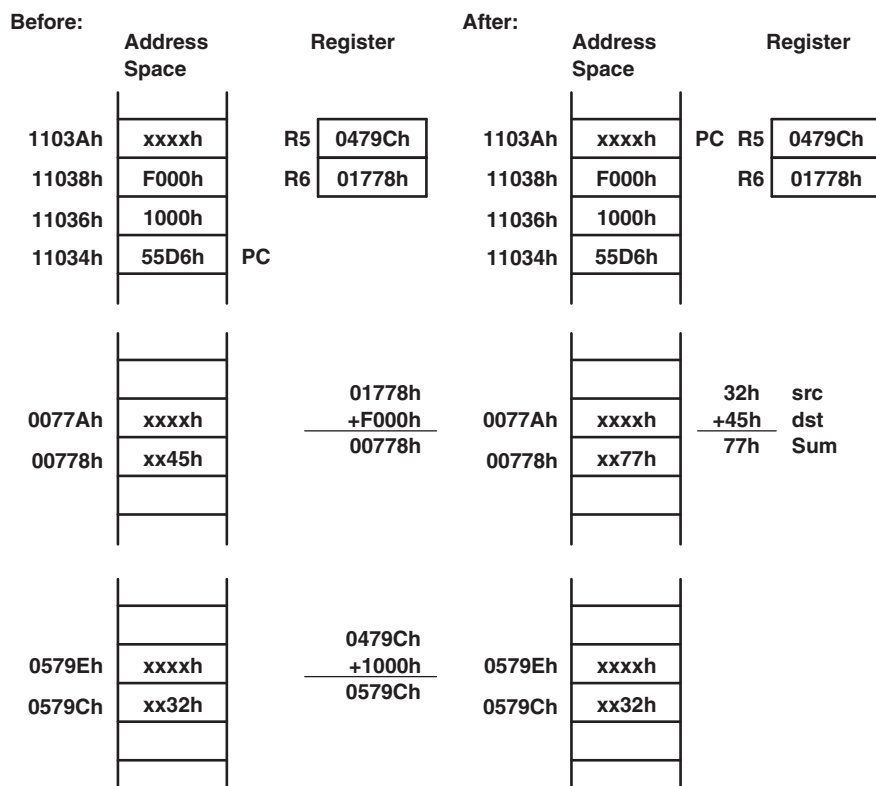 Before:
Address
Space
Register
1103Ah xxxxh R5 0479Ch
11038h F000h R6 01778h
11036h 1000h
11034h 55D6h PC
01778h
0077Ah xxxxh +F000h
00778h xx45h 00778h
0479Ch
0579Eh xxxxh +1000h
0579Ch xx32h 0579Ch
After:
Address
Space
Register
1103Ah xxxxh PC R5 0479Ch
11038h F000h R6 01778h
11036h 1000h
11034h 55D6h
32h src
0077Ah xxxxh +45h dst
00778h xx77h 77h Sum
0579Eh xxxxh
0579Ch xx32h